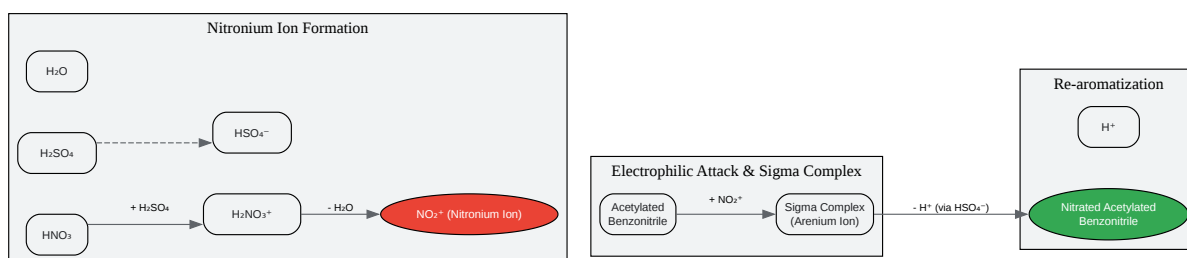 Nitronium Ion Formation
H₂O
H₂SO₄
HSO₄⁻
HNO₃
+ H₂SO₄
H₂NO₃⁺
- H₂O
NO₂⁺ (Nitronium Ion)
Electrophilic Attack & Sigma Complex
Acetylated
Benzonitrile
+ NO₂⁺
Sigma Complex
(Arenium Ion)
- H⁺ (via HSO₄⁻)
Re-aromatization
H⁺
Nitrated Acetylated
Benzonitrile